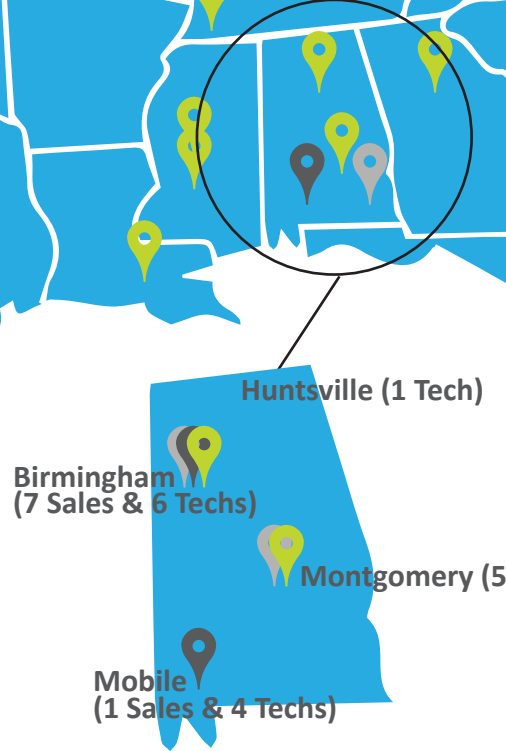 Huntsville (1 Tech)
Birmingham
(7 Sales & 6 Techs)
Montgomery (5
Mobile
(1 Sales & 4 Techs)